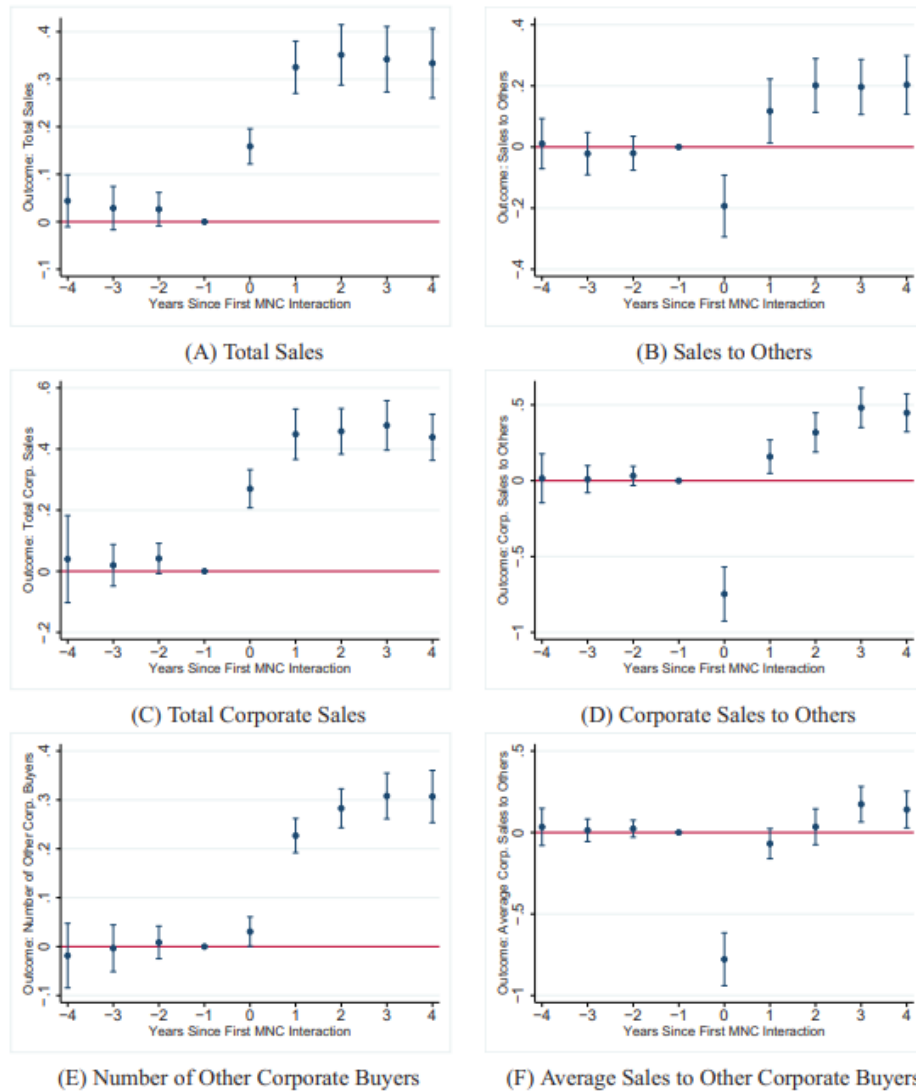 .4
.3
.2
.1
0
-.1
Outcome: Total Sales
−4 −3 −2 −1 0 1 2 3 4
Years Since First MNC Interaction
(A) Total Sales
.4
.2
0
-.2
-.4
Outcome: Sales to Others
−4 −3 −2 −1 0 1 2 3 4
Years Since First MNC Interaction
(B) Sales to Others
.6
.4
.2
0
-.2
Outcome: Total Corp. Sales
−4 −3 −2 −1 0 1 2 3 4
Years Since First MNC Interaction
(C) Total Corporate Sales
.5
0
-.5
-1
Outcome: Corp. Sales to Others
−4 −3 −2 −1 0 1 2 3 4
Years Since First MNC Interaction
(D) Corporate Sales to Others
.4
.3
.2
.1
0
-.1
Outcome: Number of Other Corp. Buyers
−4 −3 −2 −1 0 1 2 3 4
Years Since First MNC Interaction
(E) Number of Other Corporate Buyers
.5
0
-.5
-1
Outcome: Average Corp. Sales to Others
−4 −3 −2 −1 0 1 2 3 4
Years Since First MNC Interaction
(F) Average Sales to Other Corporate Buyers